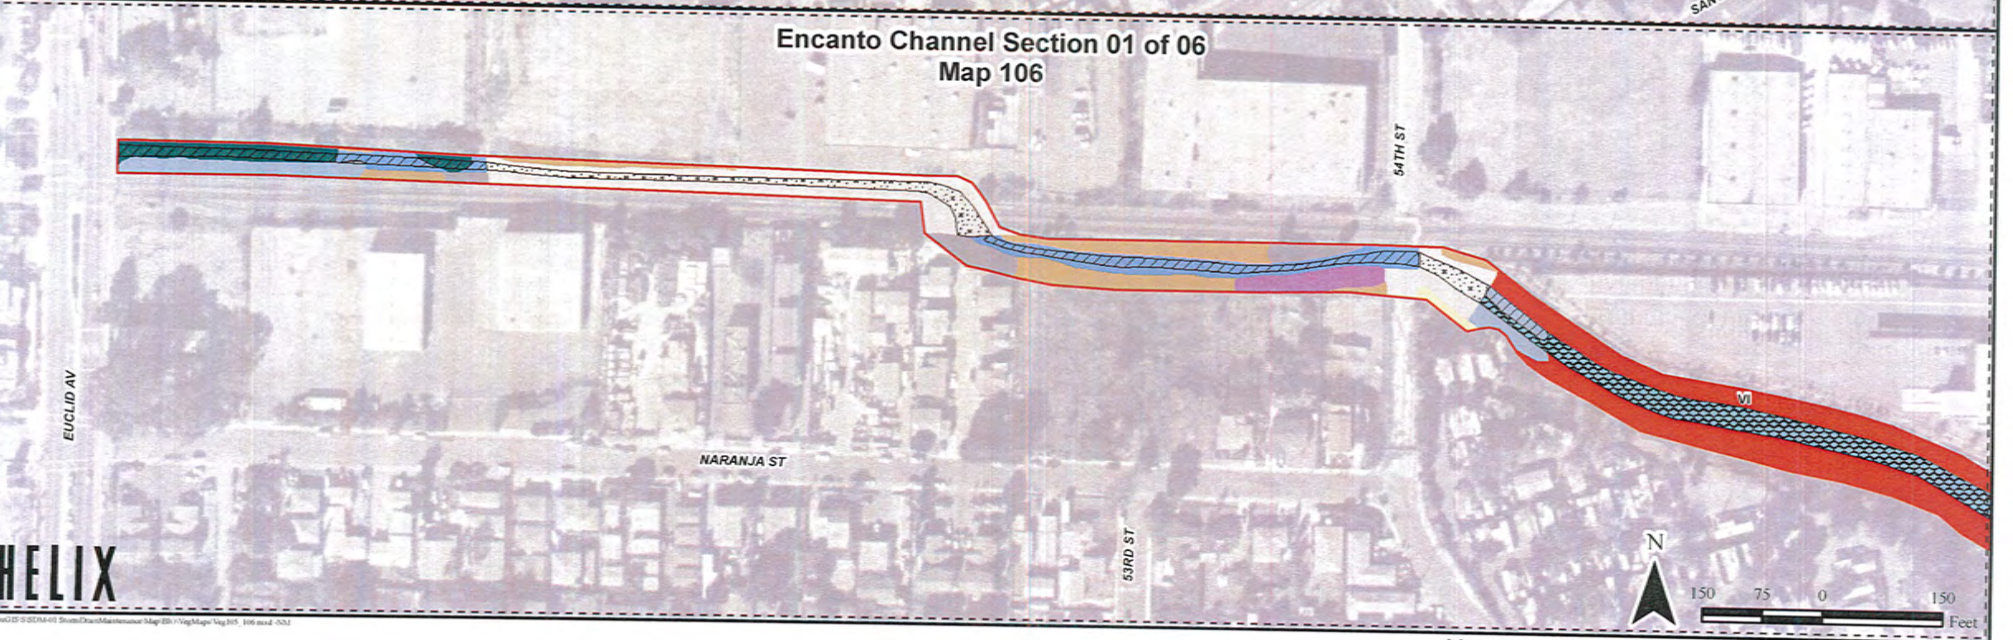 SAN
Encanto Channel Section 01 of 06
Map 106
54TH ST
EUCLID AV
VI
NARANJA ST
53RD ST
N
HELIX
150 75 0 150
Feet